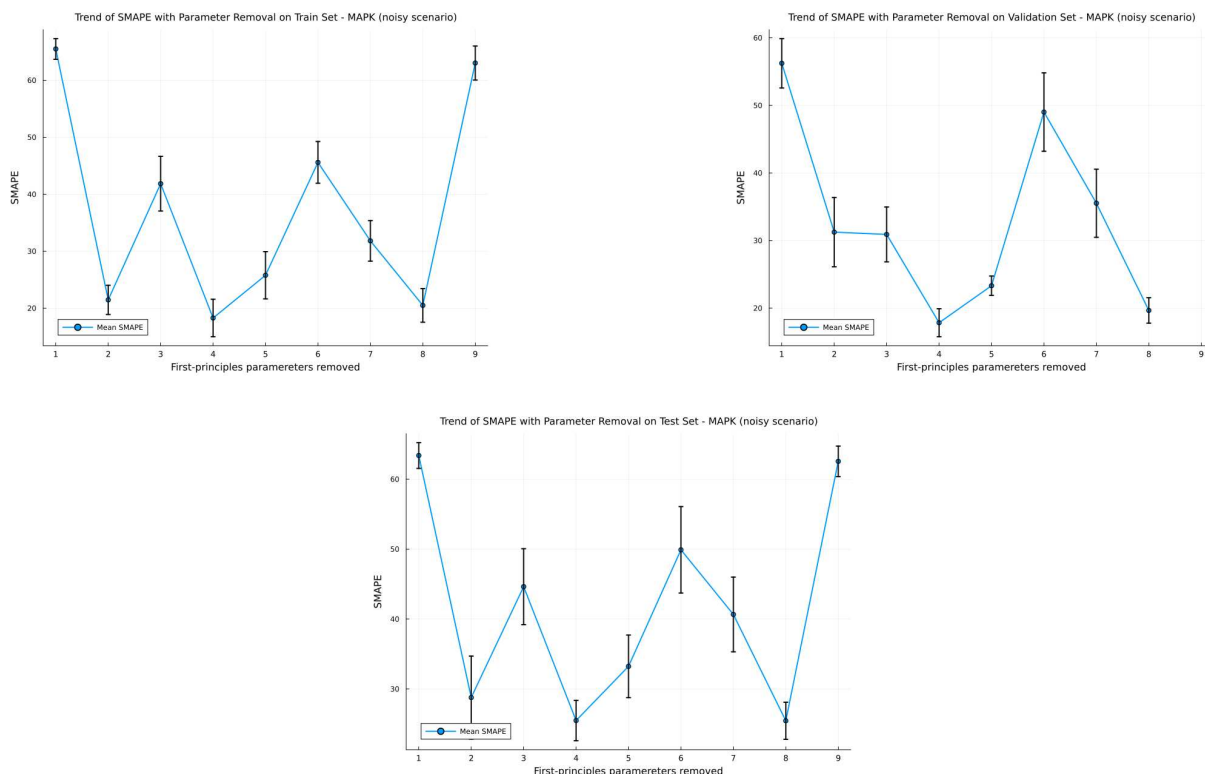 Trend of SMAPE with Parameter Removal on Train Set - MAPK (noisy scenario)
60
50
40
30
20
SMAPE
Mean SMAPE
1 2 3 4 5 6 7 8 9
First-principles paramereters removed
Trend of SMAPE with Parameter Removal on Validation Set - MAPK (noisy scenario)
60
50
40
30
20
SMAPE
Mean SMAPE
1 2 3 4 5 6 7 8 9
First-principles paramereters removed
Trend of SMAPE with Parameter Removal on Test Set - MAPK (noisy scenario)
60
50
40
30
SMAPE
Mean SMAPE
1 2 3 4 5 6 7 8 9
First-principles paramereters removed